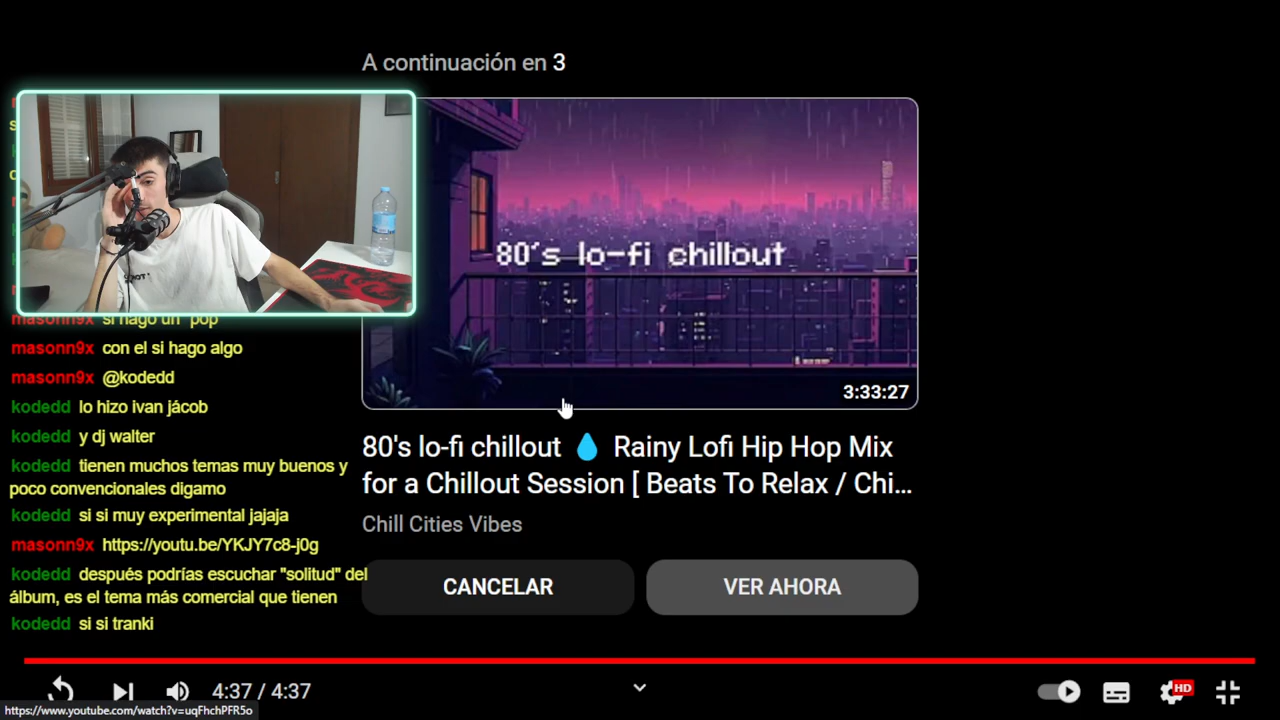 A continuación en 3
80's lo-fi chillout
3:33:27
masonn9x si hago un pop
masonn9x con el si hago algo
masonn9x @kodedd
kodedd lo hizo ivan jácob
kodedd y dj walter
kodedd tienen muchos temas muy buenos y
poco convencionales digamo
kodedd si si muy experimental jajaja
masonn9x https://youtu.be/YKJY7c8-j0g
kodedd después podrías escuchar "solitud" del
álbum, es el tema más comercial que tienen
kodedd si si tranki
80's lo-fi chillout 💧 Rainy Lofi Hip Hop Mix
for a Chillout Session [ Beats To Relax / Chi...
Chill Cities Vibes
CANCELAR
VER AHORA
4:37 / 4:37
HD
https://www.youtube.com/watch?v=uqFhchPFR5o